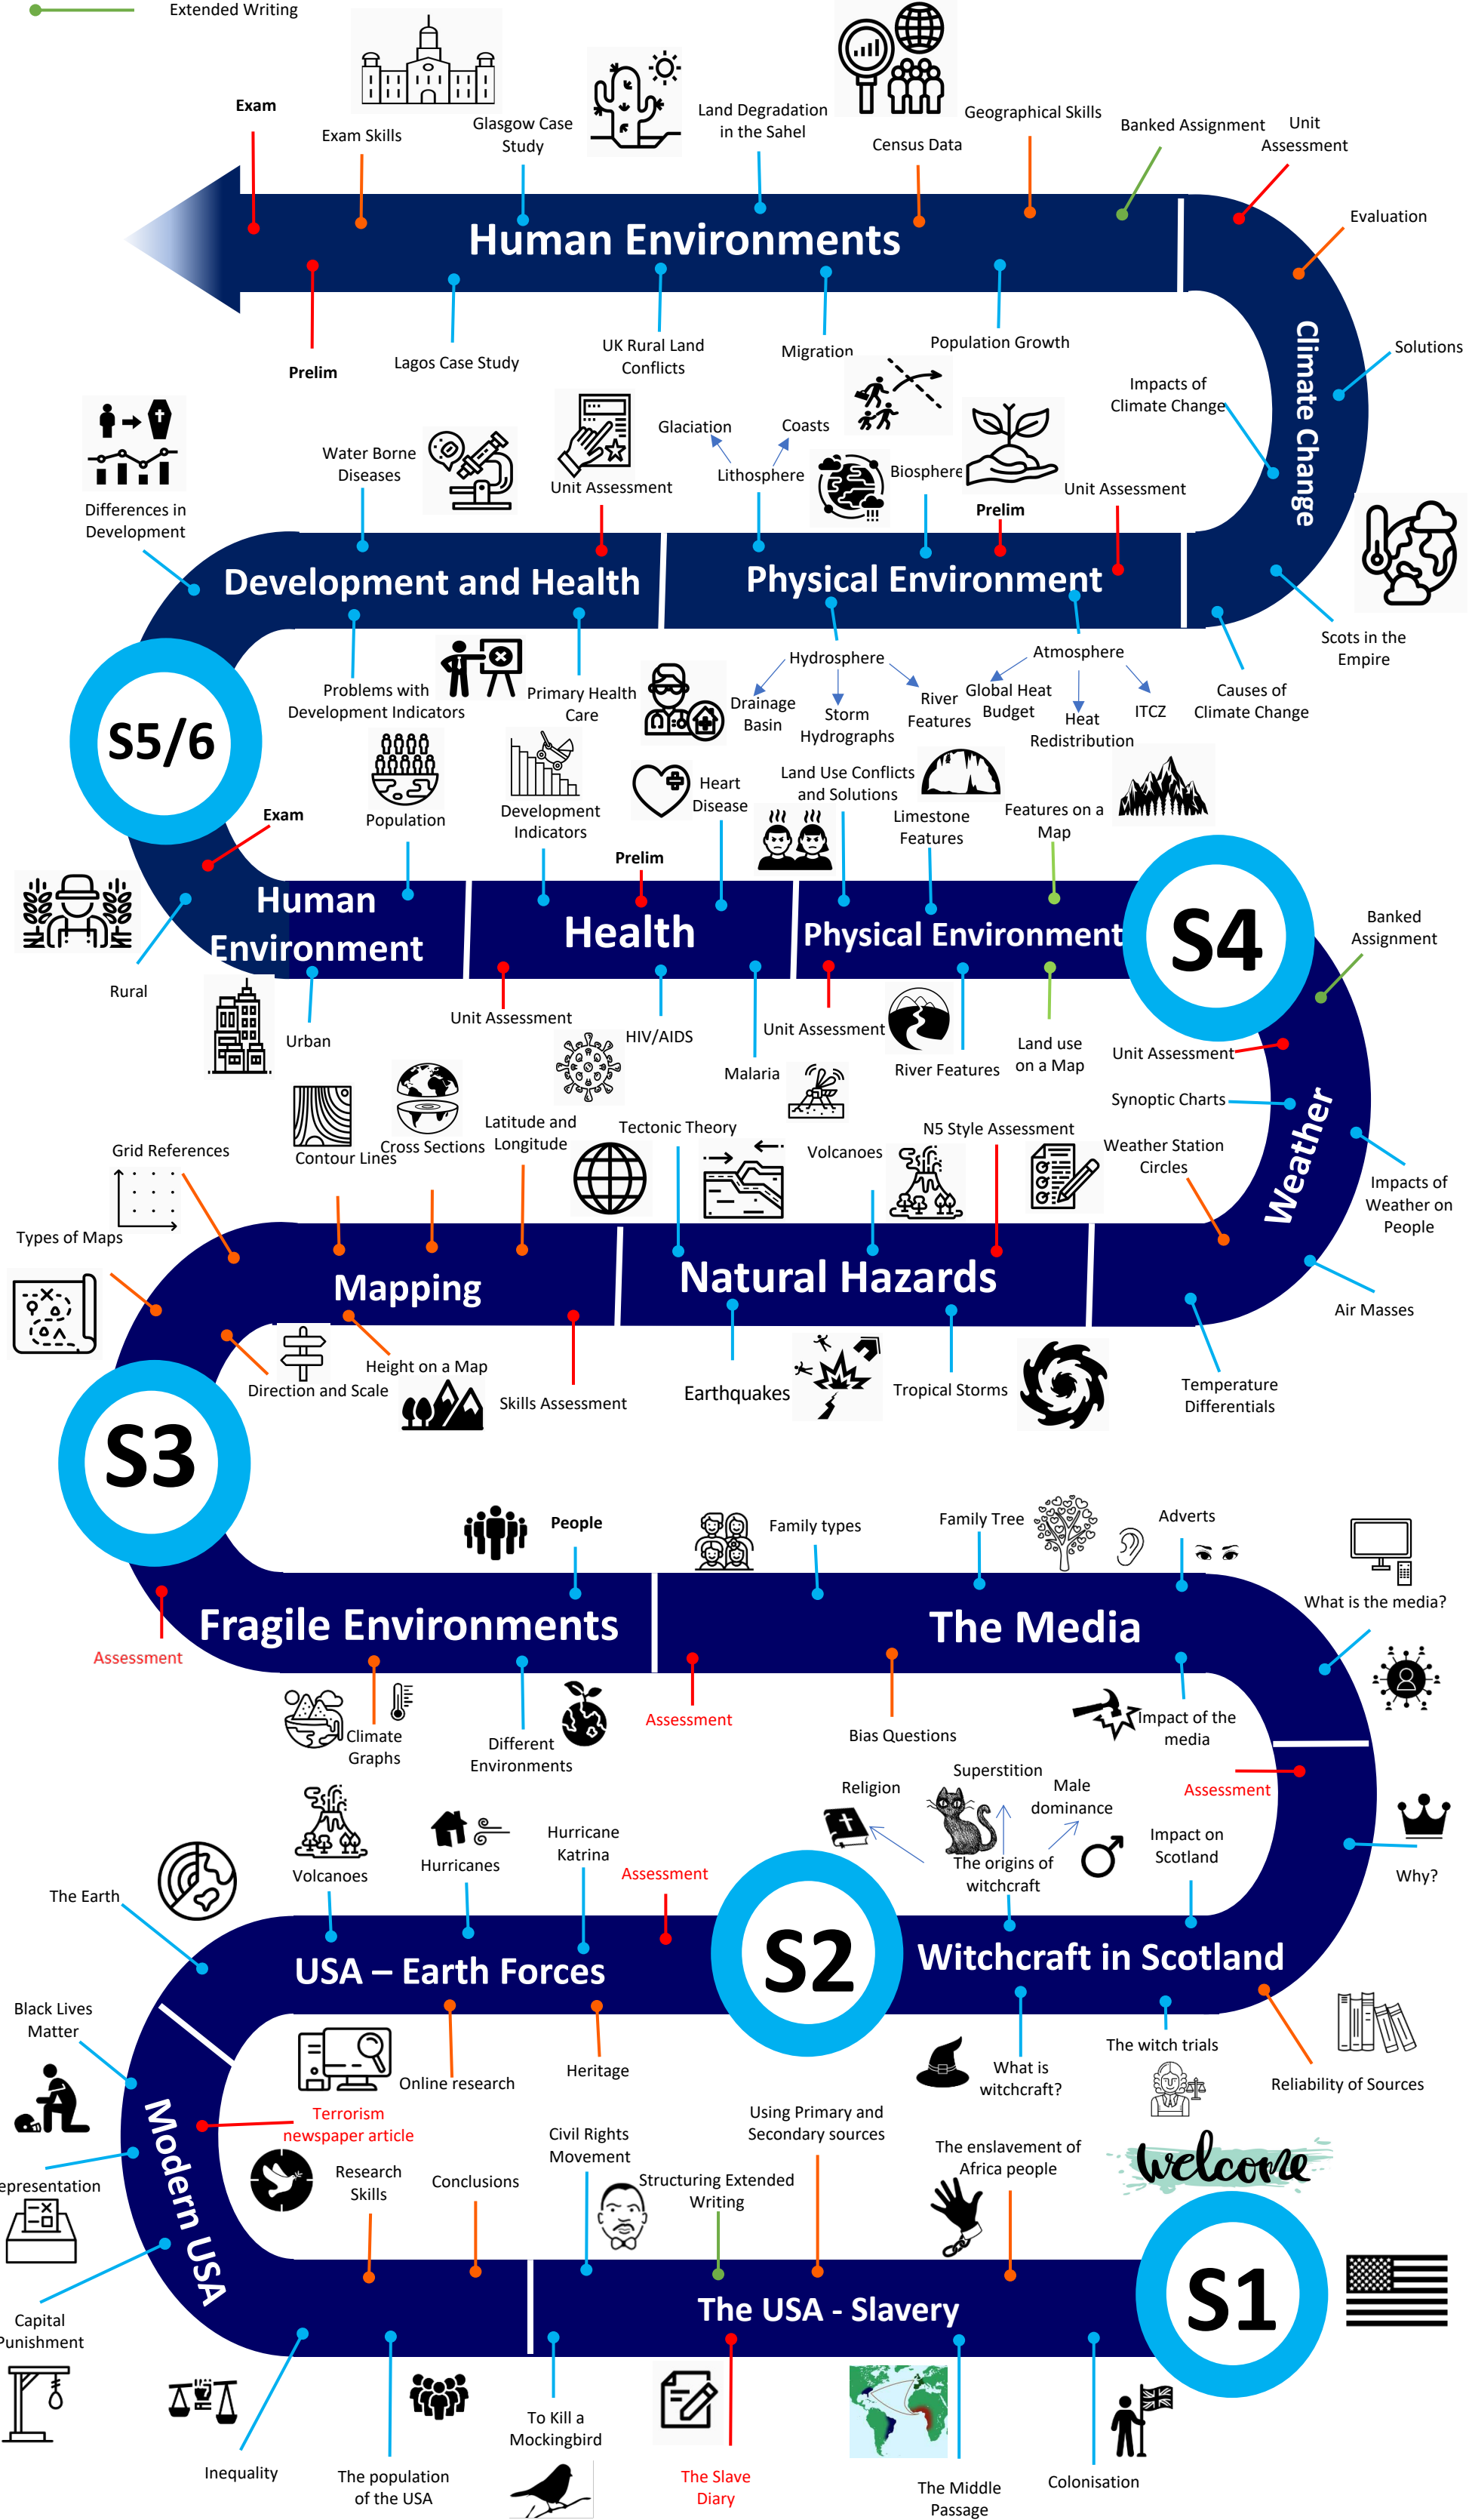 Extended Writing
Exam
Exam Skills
Glasgow Case
Study
Land Degradation
in the Sahel
Census Data
Geographical Skills
Banked Assignment
Unit
Assessment
Evaluation
Human Environments
Solutions
Climate Change
Prelim
Lagos Case Study
UK Rural Land
Conflicts
Migration
Population Growth
Impacts of
Climate Change
Differences in
Development
Water Borne
Diseases
Unit Assessment
Glaciation
Coasts
Lithosphere
Biosphere
Prelim
Unit Assessment
Development and Health
Physical Environment
Scots in the
Empire
Causes of
Climate Change
S5/6
Problems with
Development Indicators
Primary Health
Care
Hydrosphere
Drainage
Basin
Storm
Hydrographs
River
Features
Atmosphere
Global Heat
Budget
Heat
Redistribution
ITCZ
Exam
Population
Development
Indicators
Prelim
Heart
Disease
Land Use Conflicts
and Solutions
Limestone
Features
Features on a
Map
Human
Environment
Health
Physical Environment
S4
Banked
Assignment
Rural
Urban
Unit Assessment
HIV/AIDS
Malaria
Unit Assessment
River Features
Land use
on a Map
Unit Assessment
Synoptic Charts
Weather Station
Circles
Weather
Impacts of
Weather on
People
Air Masses
Temperature
Differentials
Grid References
Types of Maps
Contour Lines
Cross Sections
Latitude and
Longitude
Tectonic Theory
Volcanoes
N5 Style Assessment
Mapping
Natural Hazards
Direction and Scale
Height on a Map
Skills Assessment
Earthquakes
Tropical Storms
S3
People
Family types
Family Tree
Adverts
What is the media?
Fragile Environments
The Media
Assessment
Climate
Graphs
Different
Environments
Assessment
Bias Questions
Impact of the
media
Assessment
Why?
The Earth
Volcanoes
Hurricanes
Hurricane
Katrina
Assessment
Religion
Superstition
Male
dominance
The origins of
witchcraft
Impact on
Scotland
USA – Earth Forces
S2
Witchcraft in Scotland
Black Lives
Matter
Online research
Heritage
What is
witchcraft?
The witch trials
Reliability of Sources
Terrorism
newspaper article
Modern USA
epresentation
Capital
Punishment
Research
Skills
Conclusions
Civil Rights
Movement
Structuring Extended
Writing
Using Primary and
Secondary sources
The enslavement of
Africa people
welcome
The USA - Slavery
S1
Inequality
The population
of the USA
To Kill a
Mockingbird
The Slave
Diary
The Middle
Passage
Colonisation